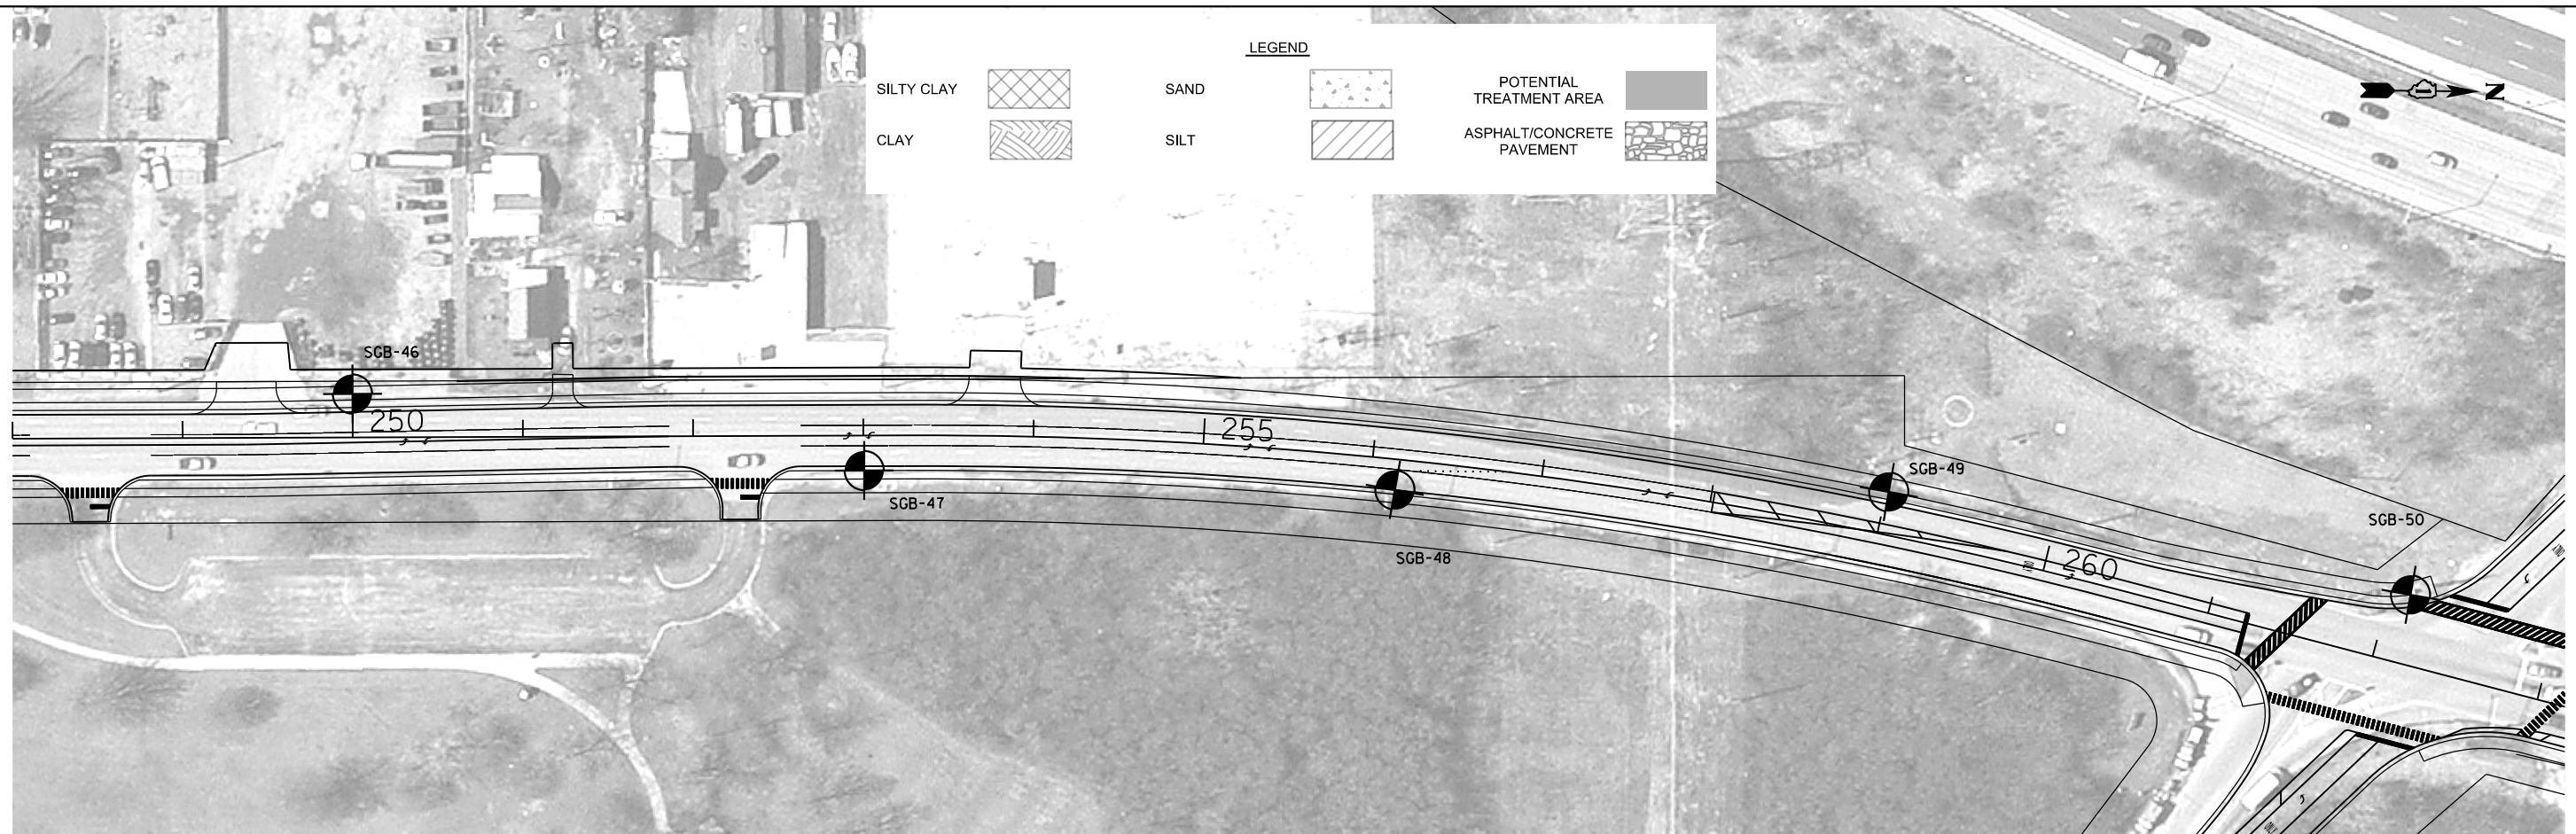 LEGEND
SILTY CLAY
SAND
POTENTIAL
TREATMENT AREA
CLAY
SILT
ASPHALT/CONCRETE
PAVEMENT
N
SGB-46
250
255
SGB-47
SGB-48
SGB-49
260
SGB-50